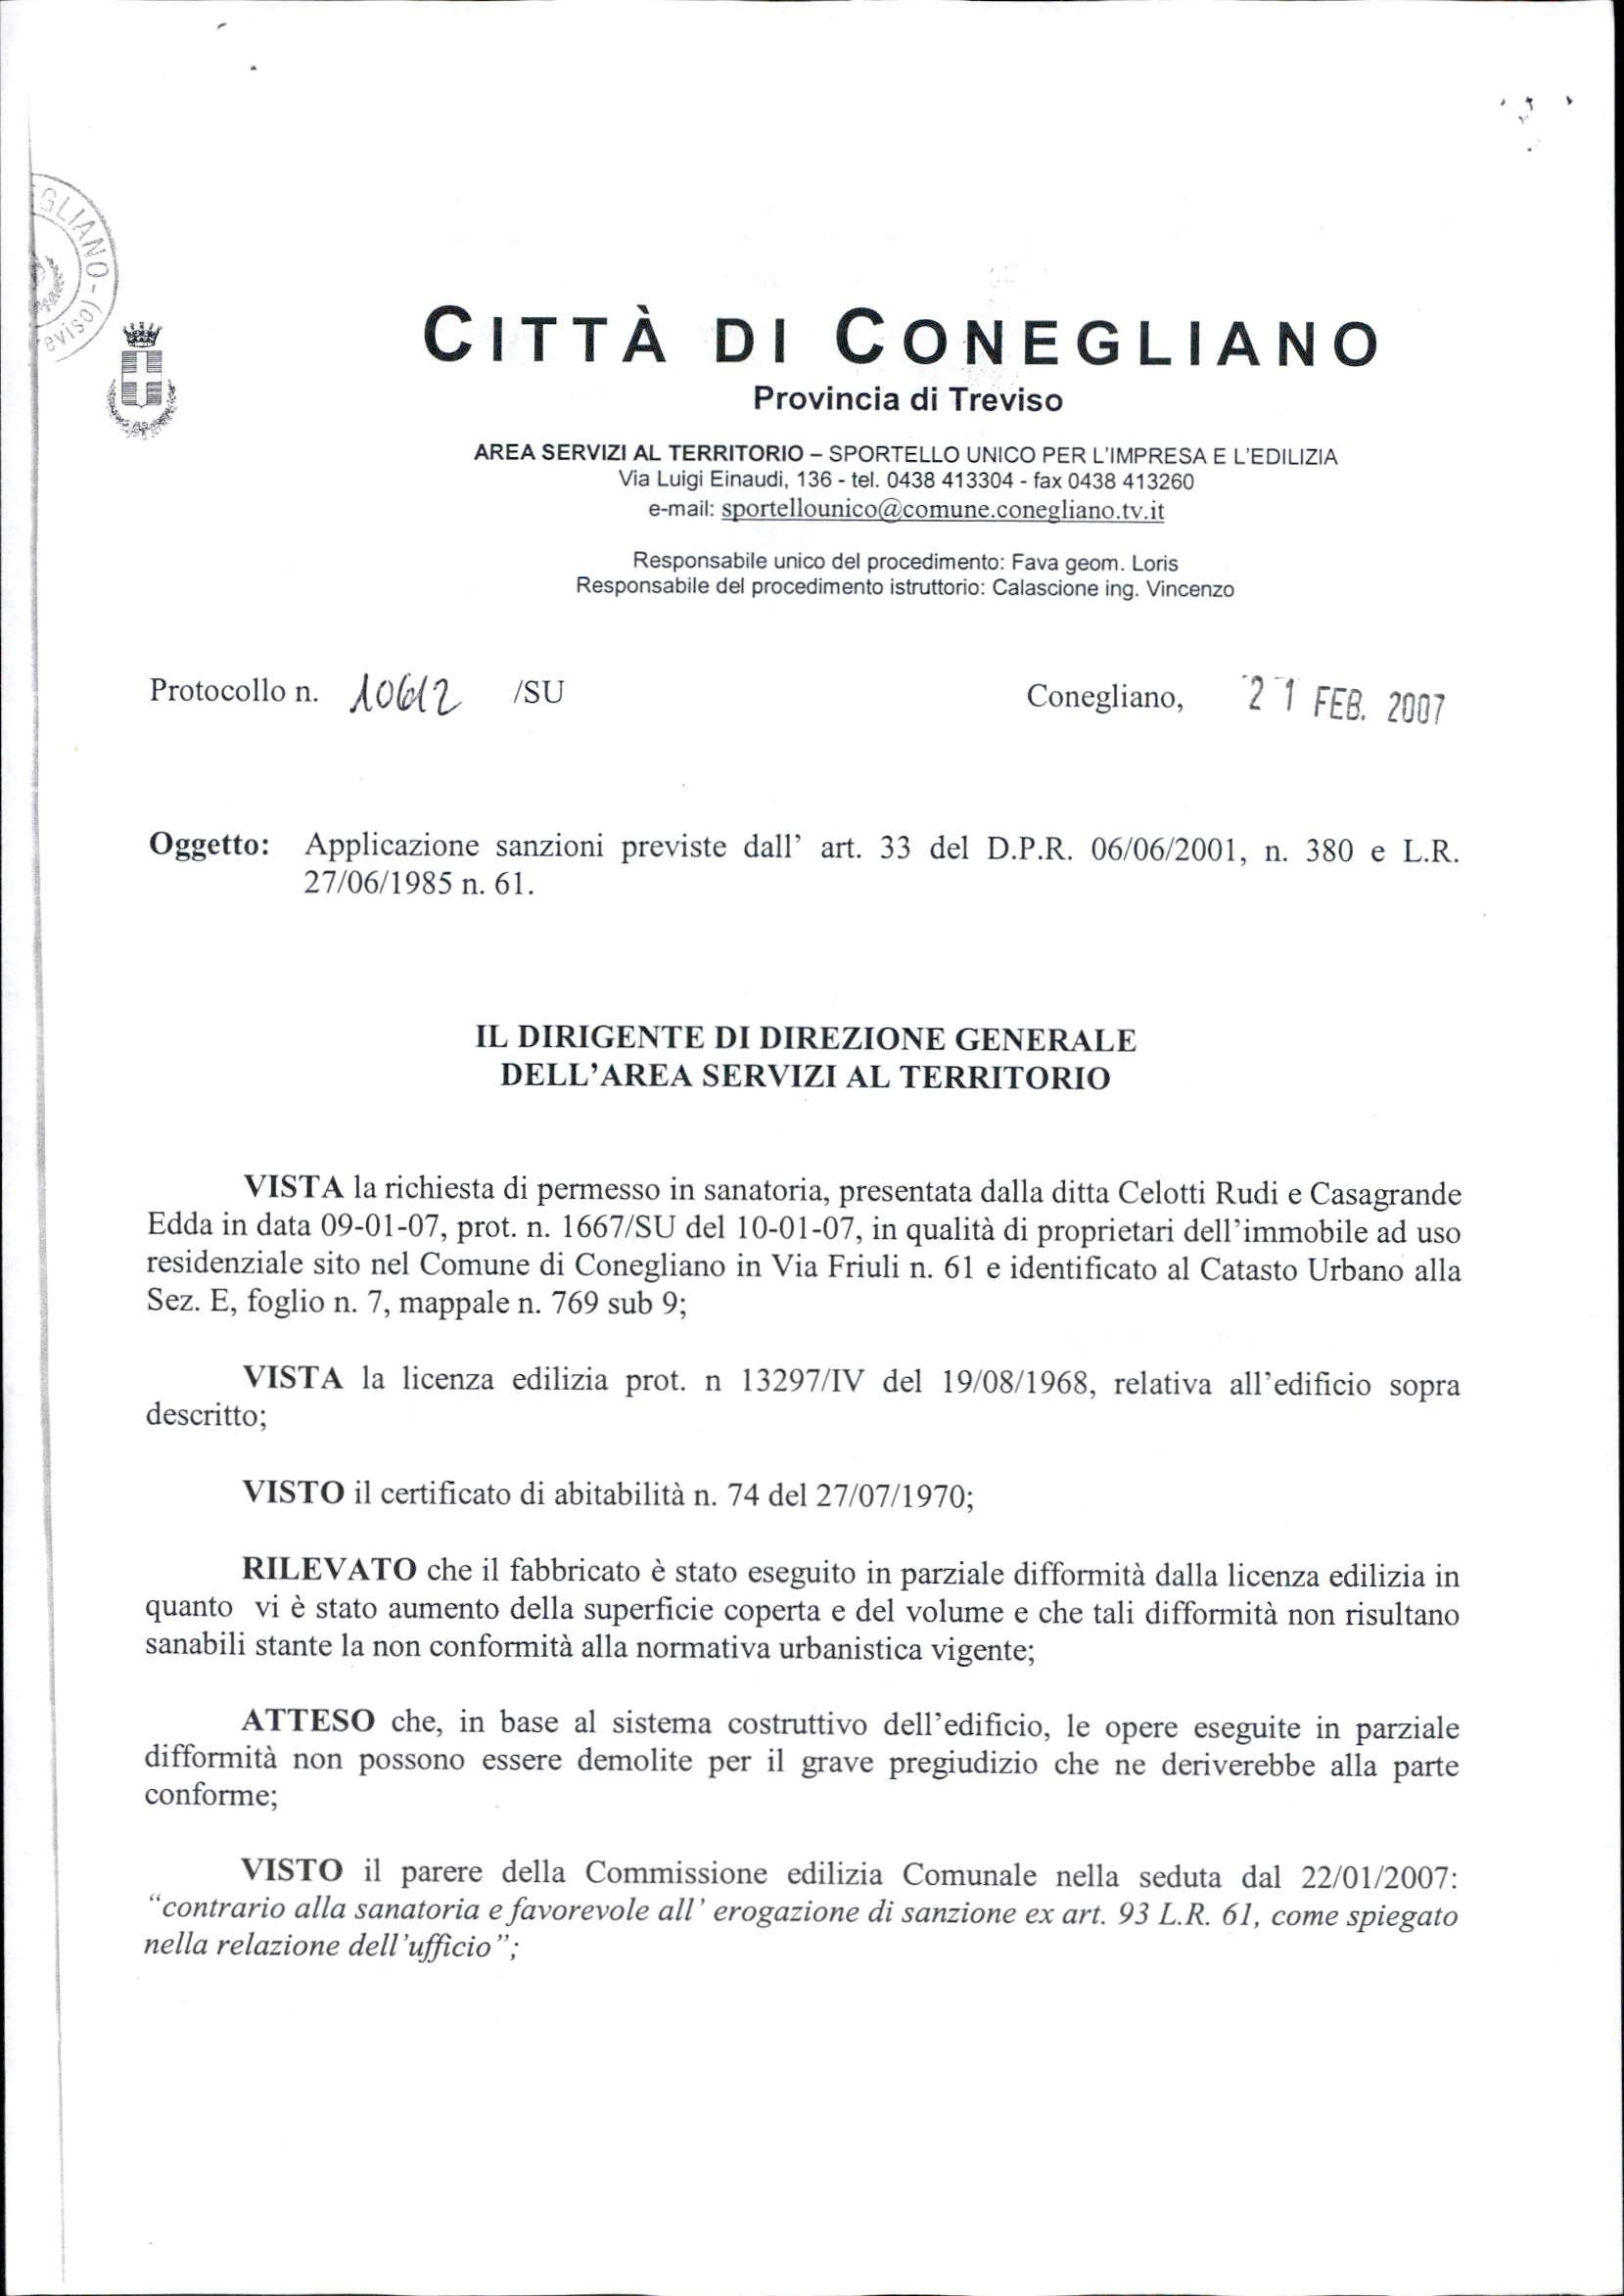 GLIANO - (
eviso)
CITTÀ DI CONEGLIANO
Provincia di Treviso
AREA SERVIZI AL TERRITORIO – SPORTELLO UNICO PER L'IMPRESA E L'EDILIZIA
Via Luigi Einaudi, 136 - tel. 0438 413304 - fax 0438 413260
e-mail: sportellounico@comune.conegliano.tv.it
Responsabile unico del procedimento: Fava geom. Loris
Responsabile del procedimento istruttorio: Calascione ing. Vincenzo
Protocollo n. 10612 /SU Conegliano, 21 FEB. 2007
Oggetto: Applicazione sanzioni previste dall' art. 33 del D.P.R. 06/06/2001, n. 380 e L.R.
27/06/1985 n. 61.
IL DIRIGENTE DI DIREZIONE GENERALE
DELL'AREA SERVIZI AL TERRITORIO
VISTA la richiesta di permesso in sanatoria, presentata dalla ditta Celotti Rudi e Casagrande
Edda in data 09-01-07, prot. n. 1667/SU del 10-01-07, in qualità di proprietari dell'immobile ad uso
residenziale sito nel Comune di Conegliano in Via Friuli n. 61 e identificato al Catasto Urbano alla
Sez. E, foglio n. 7, mappale n. 769 sub 9;
VISTA la licenza edilizia prot. n 13297/IV del 19/08/1968, relativa all'edificio sopra
descritto;
VISTO il certificato di abitabilità n. 74 del 27/07/1970;
RILEVATO che il fabbricato è stato eseguito in parziale difformità dalla licenza edilizia in
quanto vi è stato aumento della superficie coperta e del volume e che tali difformità non risultano
sanabili stante la non conformità alla normativa urbanistica vigente;
ATTESO che, in base al sistema costruttivo dell'edificio, le opere eseguite in parziale
difformità non possono essere demolite per il grave pregiudizio che ne deriverebbe alla parte
conforme;
VISTO il parere della Commissione edilizia Comunale nella seduta dal 22/01/2007:
"contrario alla sanatoria e favorevole all' erogazione di sanzione ex art. 93 L.R. 61, come spiegato
nella relazione dell'ufficio";